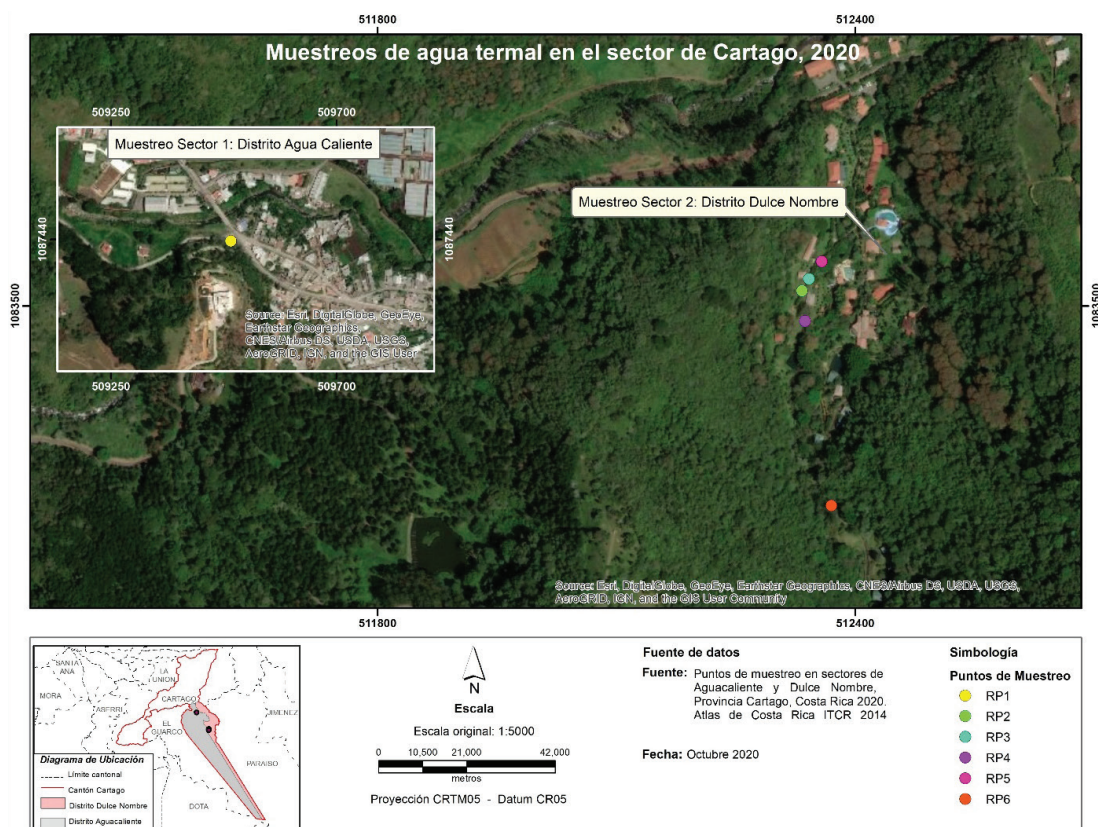 511800 512400
Muestreos de agua termal en el sector de Cartago, 2020
509250 509700
Muestreo Sector 1: Distrito Agua Caliente
Muestreo Sector 2: Distrito Dulce Nombre
1087440 1087440
1083500 1083500
Source: Esri, DigitalGlobe, GeoEye,
Earthstar Geographics,
CNES/Airbus DS, USDA, USGS,
AeroGRID, IGN, and the GIS User
509250 509700
Source: Esri, DigitalGlobe, GeoEye, Earthstar Geographics, CNES/Airbus DS, USDA, USGS,
AeroGRID, IGN, and the GIS User Community
511800 512400
SANTA
ANA
LA
UNION
MORA
CARTAGO
ASERRI
JIMENEZ
EL
GUARCO
PARAISO
DOTA
Diagrama de Ubicación
Límite cantonal
Cantón Cartago
Distrito Dulce Nombre
Distrito Aguacaliente
N
Escala
Escala original: 1:5000
0 10,500 21,000 42,000
metros
Proyección CRTM05 - Datum CR05
Fuente de datos
Fuente: Puntos de muestreo en sectores de
Aguacaliente y Dulce Nombre,
Provincia Cartago, Costa Rica 2020.
Atlas de Costa Rica ITCR 2014
Fecha: Octubre 2020
Simbología
Puntos de Muestreo
RP1
RP2
RP3
RP4
RP5
RP6